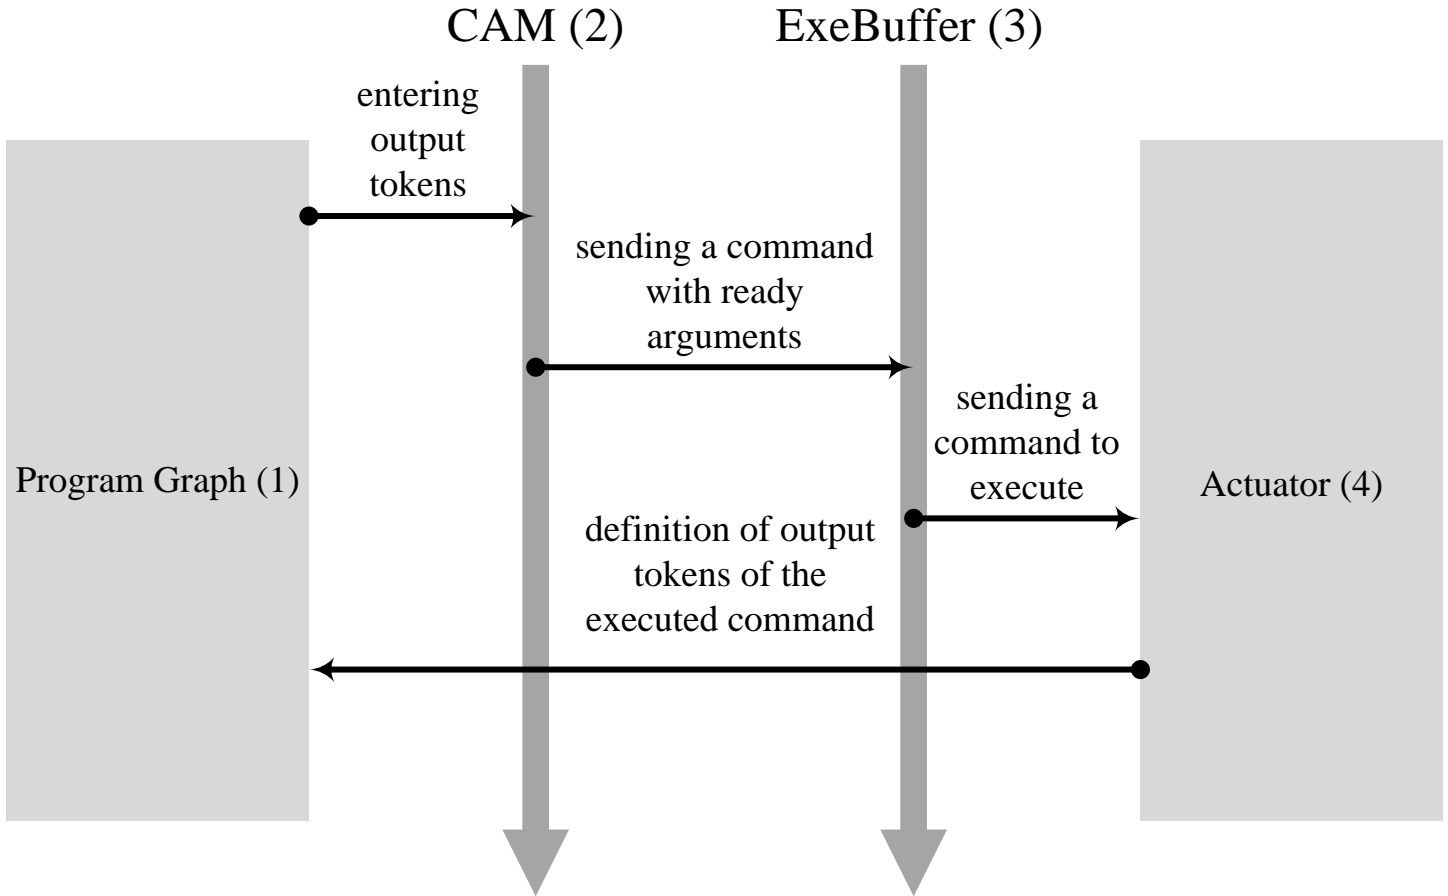 CAM (2)
ExeBuffer (3)
entering
output
tokens
sending a command
with ready
arguments
sending a
command to
execute
Program Graph (1)
Actuator (4)
definition of output
tokens of the
executed command